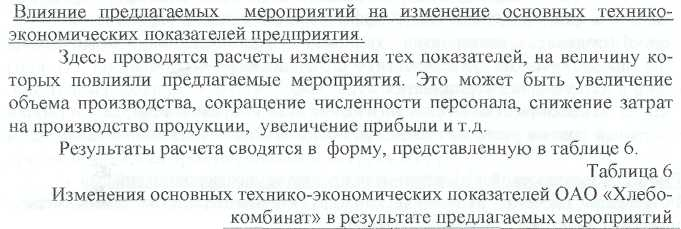 Влияние предлагаемых мероприятий на изменение основных технико-
экономических показателей предприятия.
Здесь проводятся расчеты изменения тех показателей, на величину ко-
торых повлияли предлагаемые мероприятия. Это может быть увеличение
объема производства, сокращение численности персонала, снижение затрат
на производство продукции, увеличение прибыли и т.д.
Результаты расчета сводятся в форму, представленную в таблице 6.
Таблица 6
Изменения основных технико-экономических показателей ОАО «Хлебо-
комбинат» в результате предлагаемых мероприятий